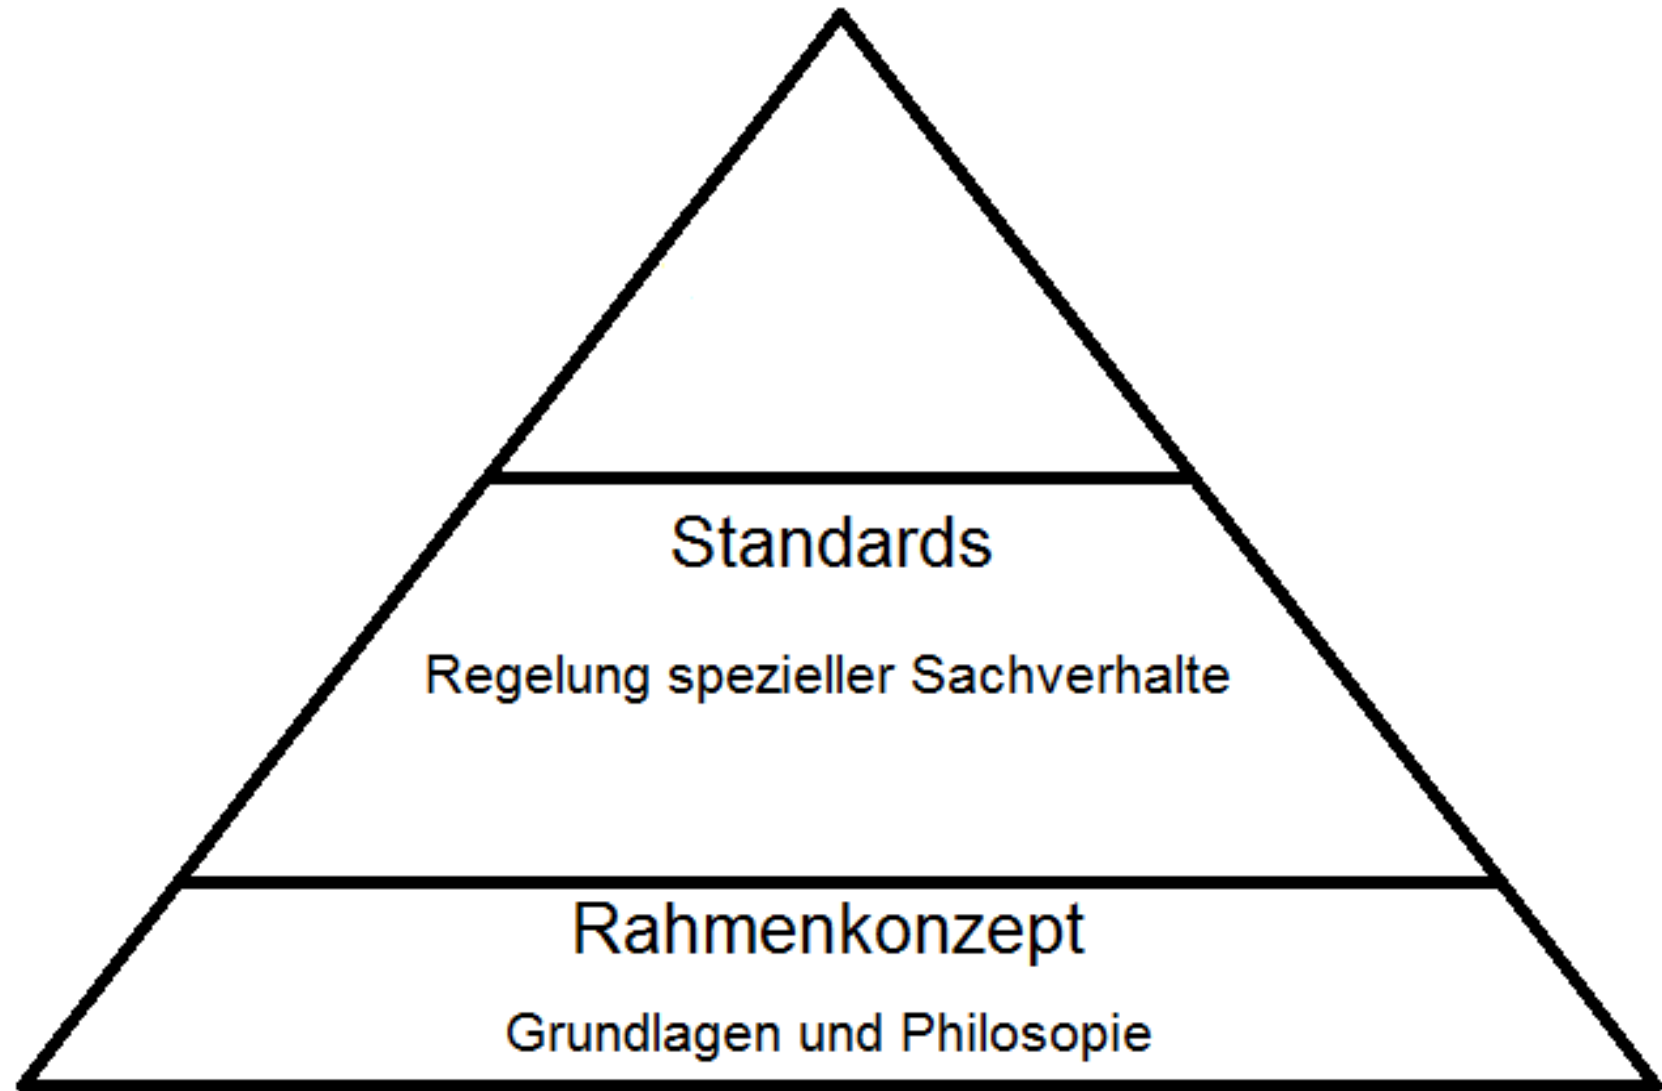 Standards
Regelung spezieller Sachverhalte
Rahmenkonzept
Grundlagen und Philosopie